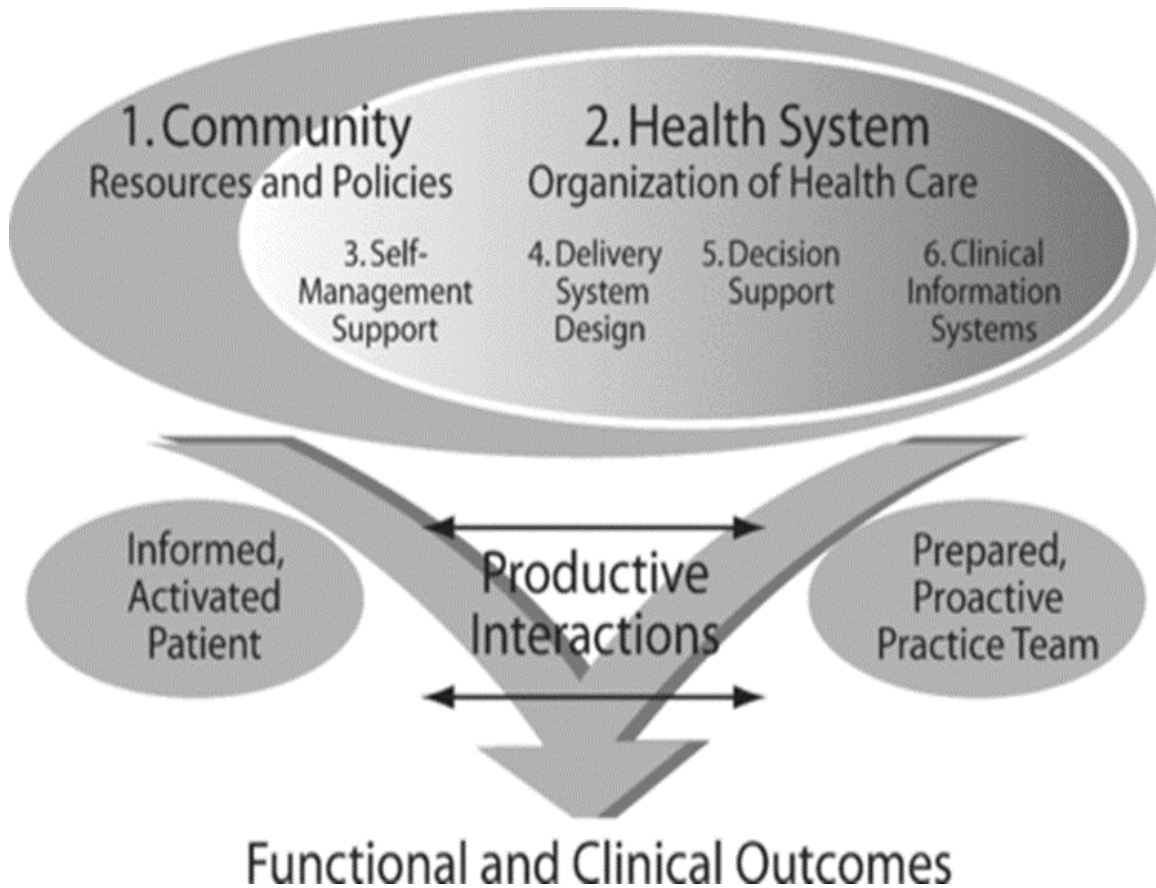 1. Community
Resources and Policies
2. Health System
Organization of Health Care
3. Self-
Management
Support
4. Delivery
System
Design
5. Decision
Support
6. Clinical
Information
Systems
Informed,
Activated
Patient
Productive
Interactions
Prepared,
Proactive
Practice Team
Functional and Clinical Outcomes